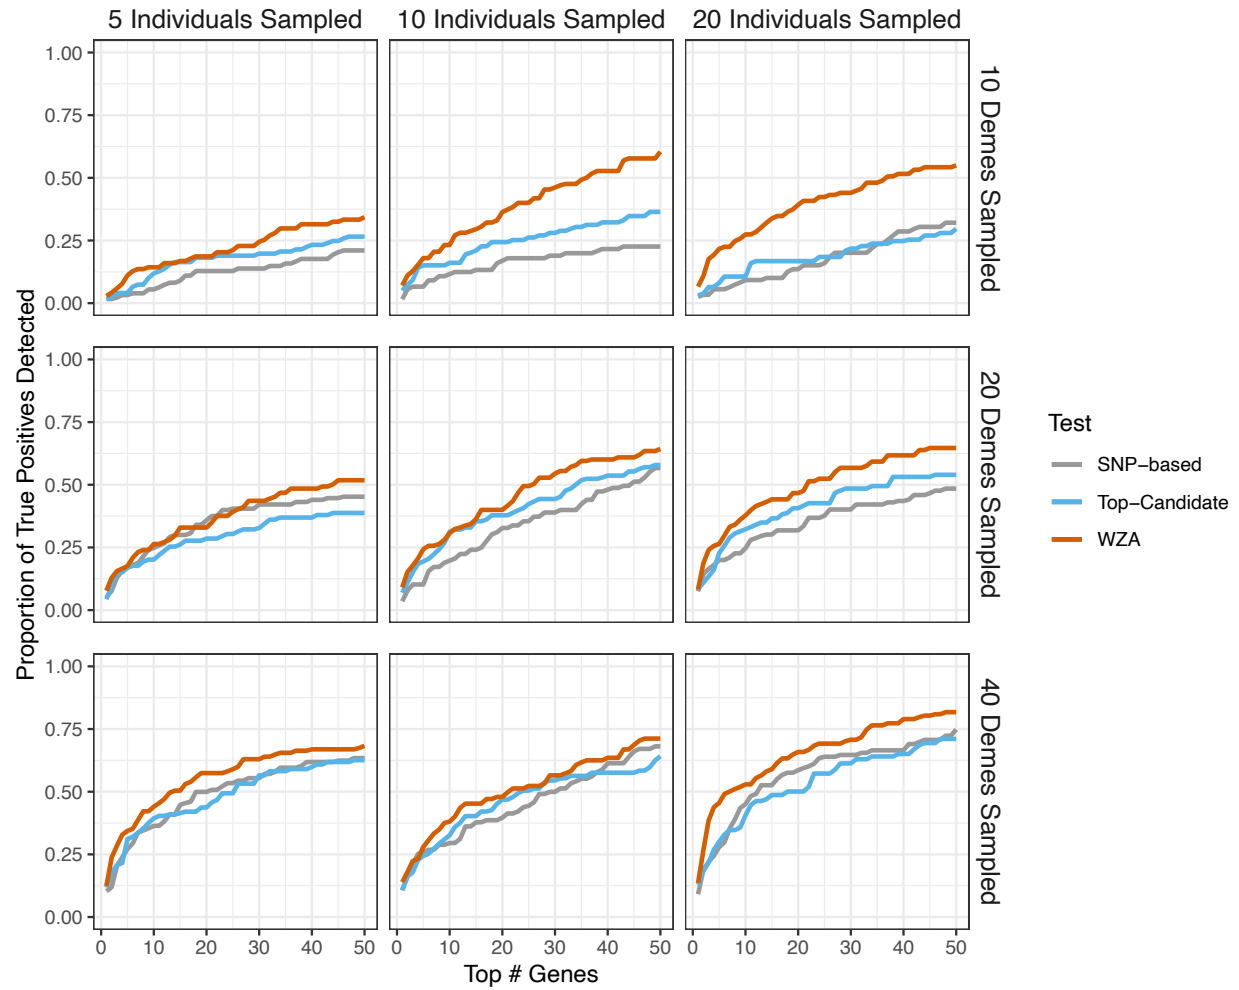 5 Individuals Sampled
10 Individuals Sampled
20 Individuals Sampled
1.00
0.75
0.50
0.25
0.00
10 Demes Sampled
1.00
0.75
0.50
0.25
0.00
20 Demes Sampled
1.00
0.75
0.50
0.25
0.00
40 Demes Sampled
Proportion of True Positives Detected
0 10 20 30 40 50
0 10 20 30 40 50
0 10 20 30 40 50
Top # Genes
Test
SNP−based
Top−Candidate
WZA